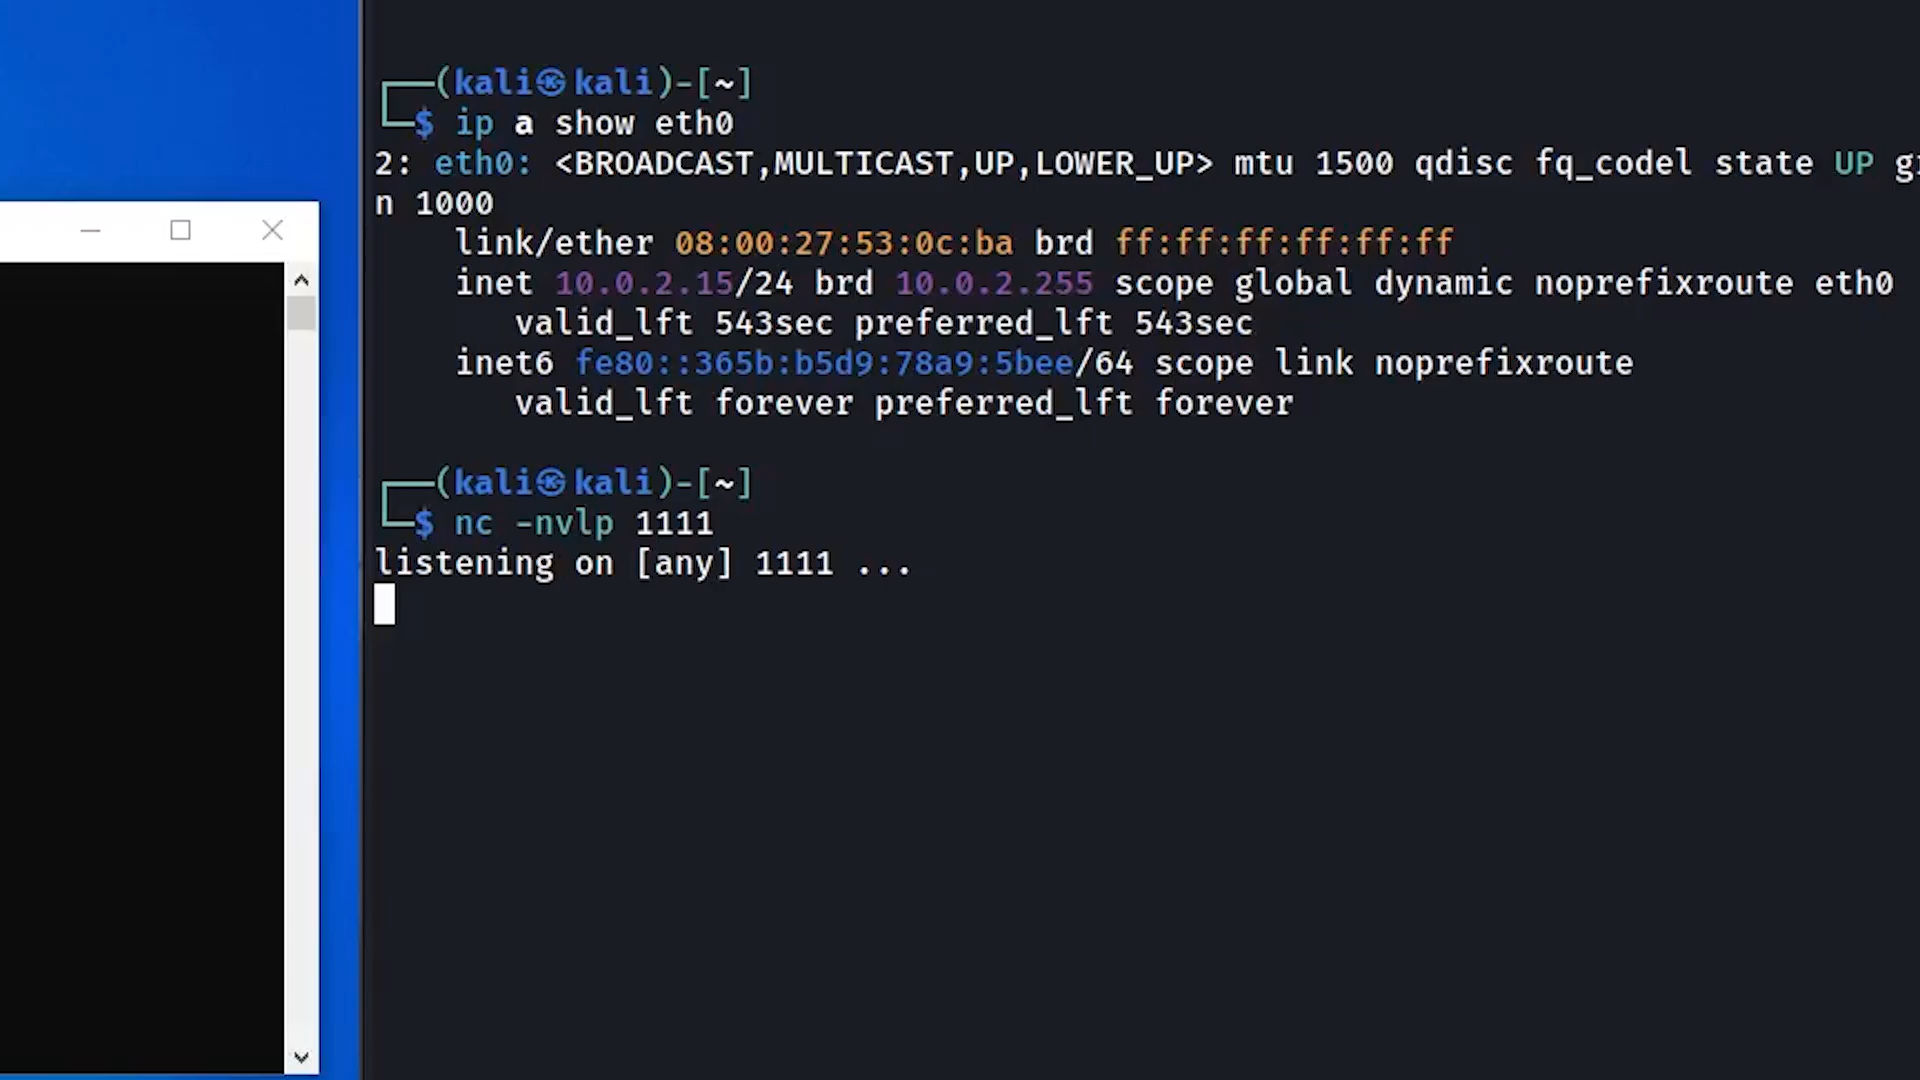 ┌──(kali㉿kali)-[~]
└─$ ip a show eth0
2: eth0: <BROADCAST,MULTICAST,UP,LOWER_UP> mtu 1500 qdisc fq_codel state UP
n 1000
    link/ether 08:00:27:53:0c:ba brd ff:ff:ff:ff:ff:ff
    inet 10.0.2.15/24 brd 10.0.2.255 scope global dynamic noprefixroute eth0
       valid_lft 543sec preferred_lft 543sec
    inet6 fe80::365b:b5d9:78a9:5bee/64 scope link noprefixroute
       valid_lft forever preferred_lft forever
┌──(kali㉿kali)-[~]
└─$ nc -nvlp 1111
listening on [any] 1111 ...